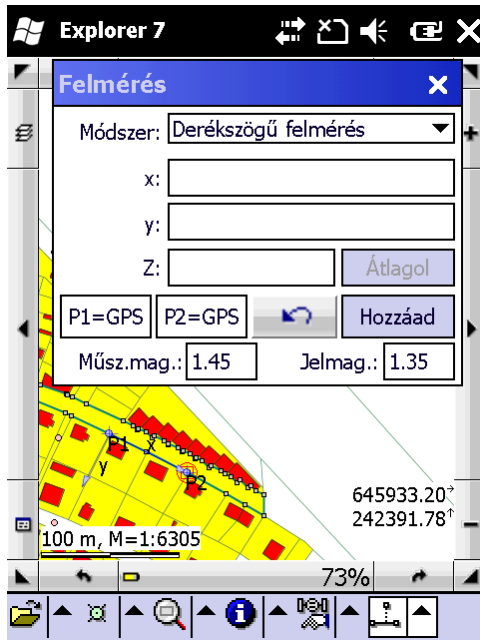 Explorer 7
Felmérés
Módszer: Derékszögű felmérés
x:
y:
Z:
Átlagol
P1=GPS P2=GPS Hozzáad
Műsz.mag.: 1.45 Jelmag.: 1.35
P1 x
y P2
645933.20
242391.78
100 m, M=1:6305
73%